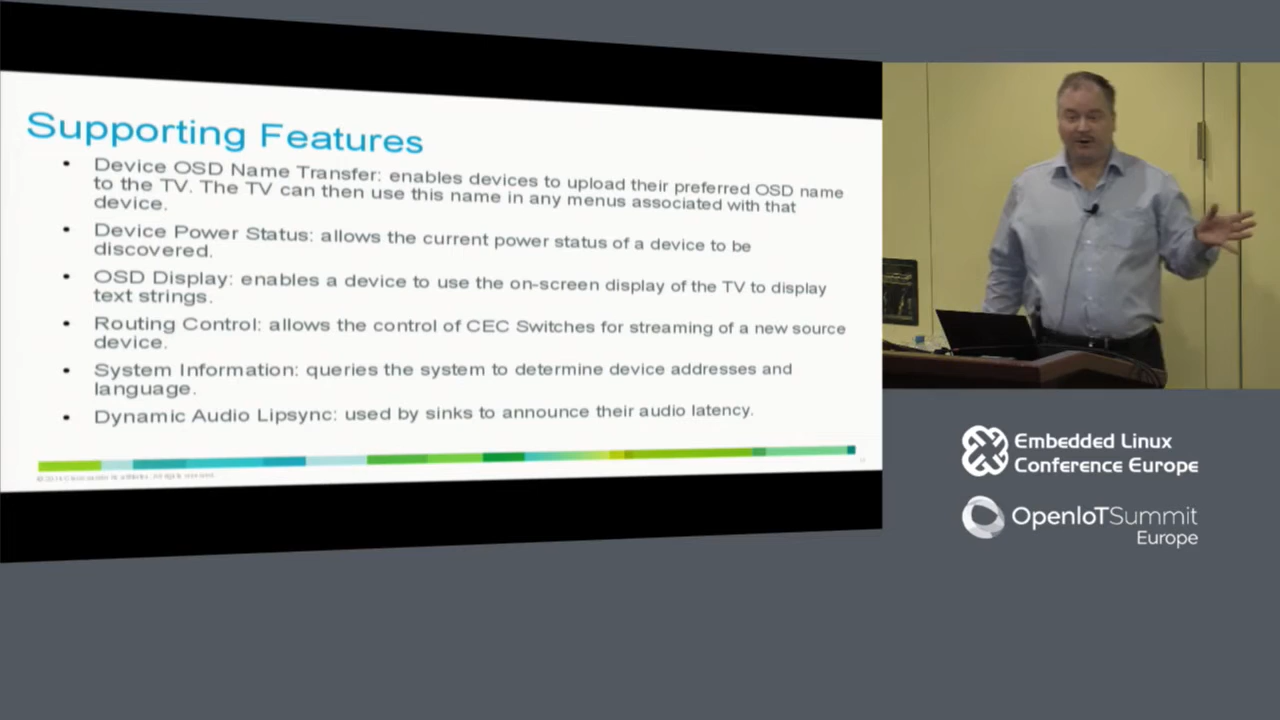 Supporting Features
• Device OSD Name Transfer: enables devices to upload their preferred OSD name
to the TV. The TV can then use this name in any menus associated with that
device.
• Device Power Status: allows the current power status of a device to be
discovered.
• OSD Display: enables a device to use the on-screen display of the TV to display
text strings.
• Routing Control: allows the control of CEC Switches for streaming of a new source
device.
• System Information: queries the system to determine device addresses and
language.
• Dynamic Audio Lipsync: used by sinks to announce their audio latency.
Embedded Linux
Conference Europe
OpenIoTSummit
Europe